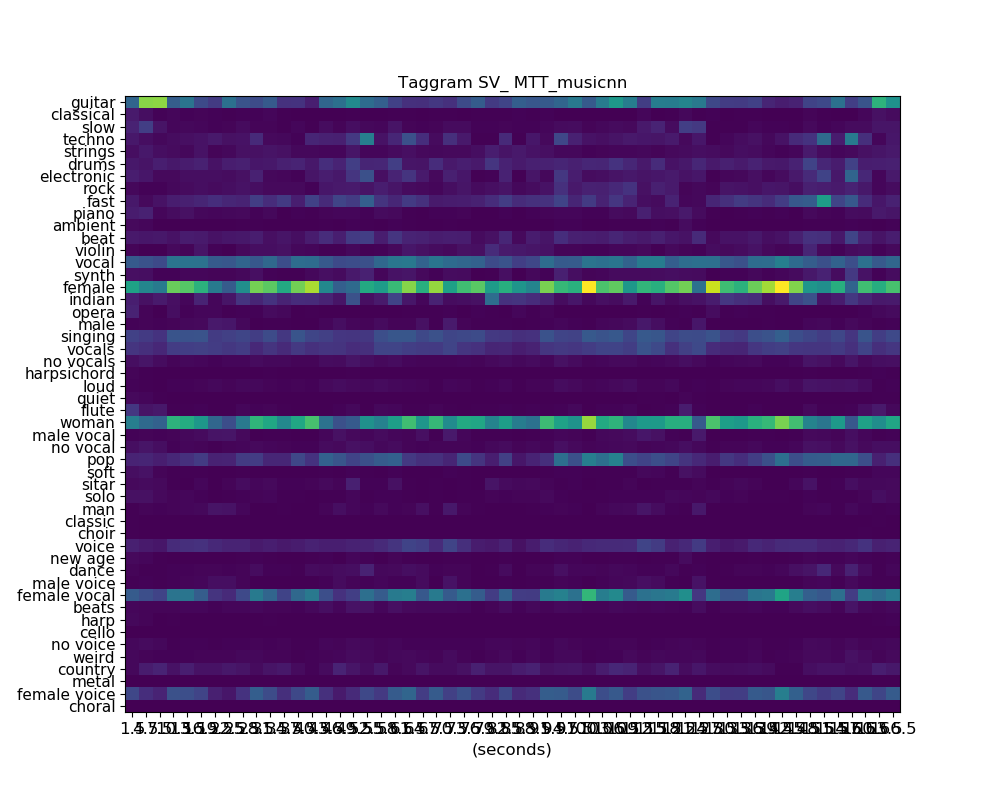 Taggram SV_ MTT_musicnn
guitar
classical
slow
techno
strings
drums
electronic
rock
fast
piano
ambient
beat
violin
vocal
synth
female
indian
opera
male
singing
vocals
no vocals
harpsichord
loud
quiet
flute
woman
male vocal
no vocal
pop
soft
sitar
solo
man
classic
choir
voice
new age
dance
male voice
female vocal
beats
harp
cello
no voice
weird
country
metal
female voice
choral
(seconds)